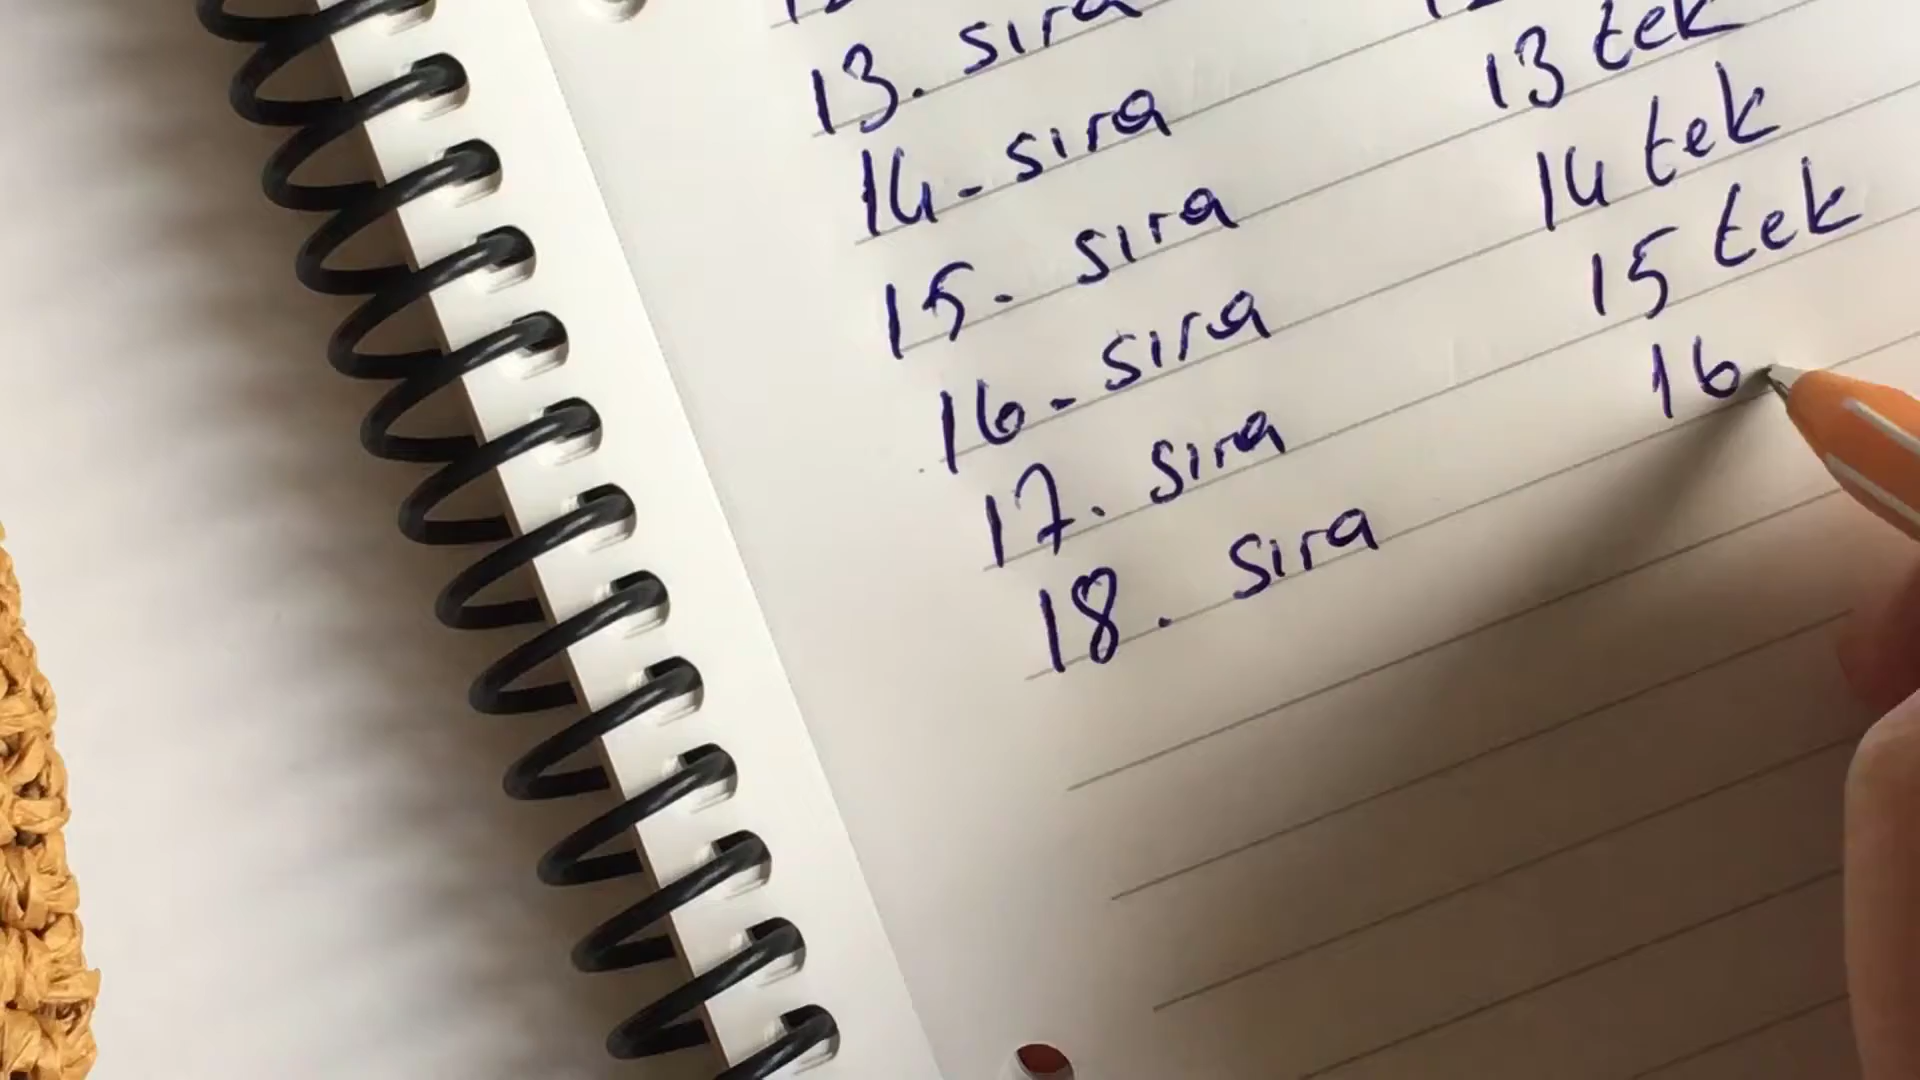 13. sıra
14- sıra
15. sıra 13 tek
16- sıra 14 tek
17. sıra 15 tek
18. sıra 16